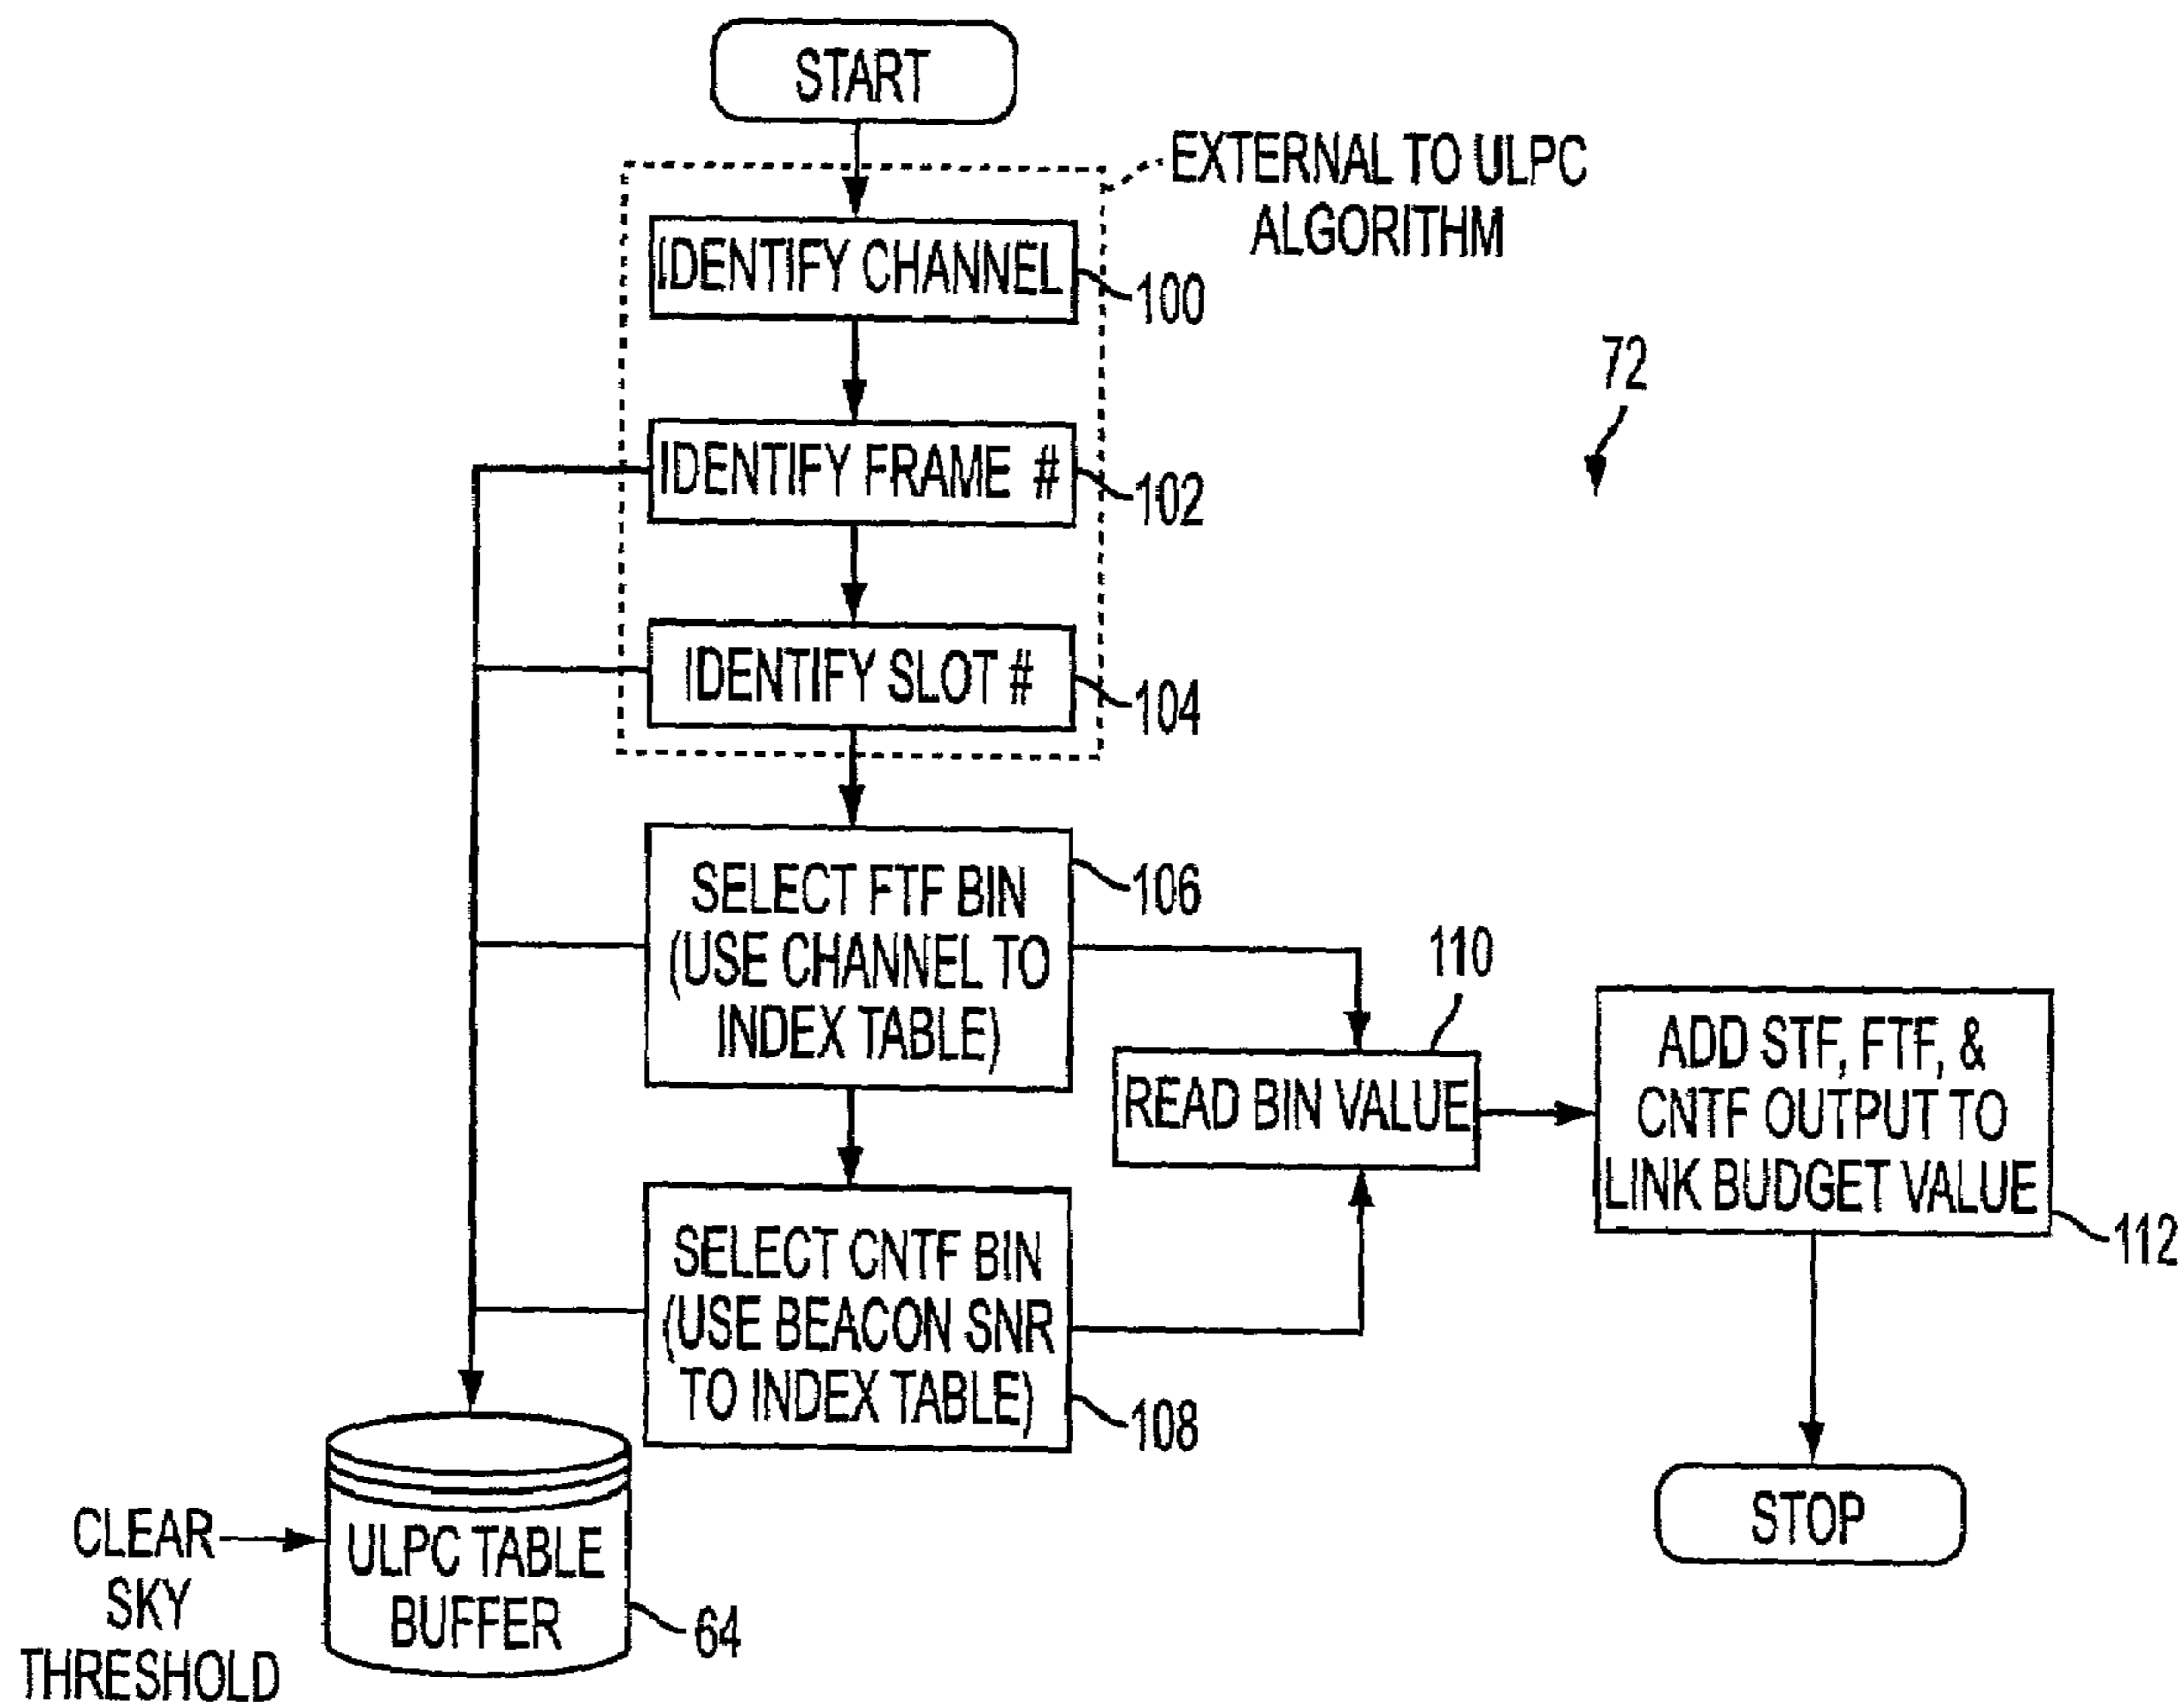 START
EXTERNAL TO ULPC
ALGORITHM
IDENTIFY CHANNEL
100
72
IDENTIFY FRAME #
102
IDENTIFY SLOT #
104
SELECT FTF BIN
(USE CHANNEL TO
INDEX TABLE)
106
110
READ BIN VALUE
ADD STF, FTF, &
CNTF OUTPUT TO
LINK BUDGET VALUE
112
SELECT CNTF BIN
(USE BEACON SNR
TO INDEX TABLE)
108
STOP
CLEAR
SKY
THRESHOLD
ULPC TABLE
BUFFER
64